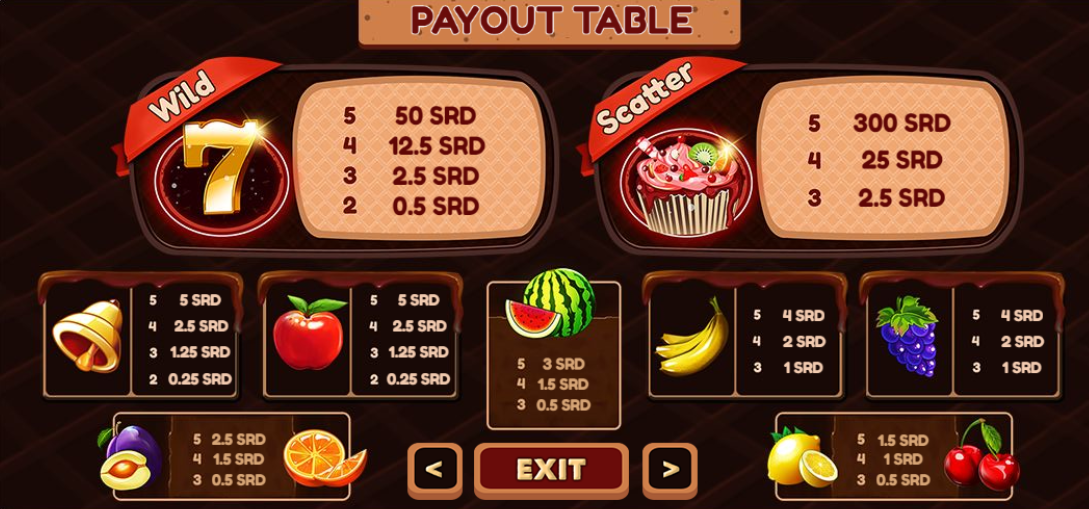 PAYOUT TABLE
Wild
5 50 SRD
4 12.5 SRD
3 2.5 SRD
2 0.5 SRD
Scatter
5 300 SRD
4 25 SRD
3 2.5 SRD
5 5 SRD
4 2.5 SRD
3 1.25 SRD
2 0.25 SRD
5 5 SRD
4 2.5 SRD
3 1.25 SRD
2 0.25 SRD
5 3 SRD
4 1.5 SRD
3 0.5 SRD
5 4 SRD
4 2 SRD
3 1 SRD
5 4 SRD
4 2 SRD
3 1 SRD
5 2.5 SRD
4 1.5 SRD
3 0.5 SRD
< EXIT >
5 1.5 SRD
4 1 SRD
3 0.5 SRD